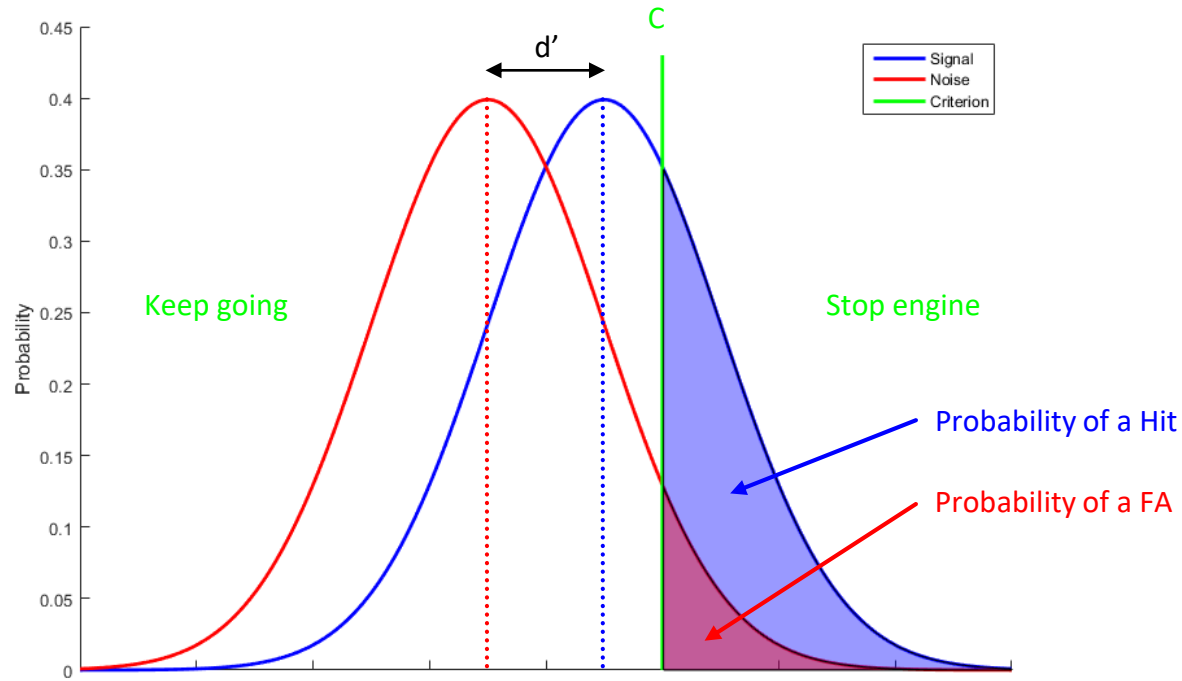 C
0.45
d’
Signal
Noise
Criterion
0.4
0.35
0.3
Keep going
Stop engine
0.25
Probability
0.2
Probability of a Hit
0.15
Probability of a FA
0.1
0.05
0